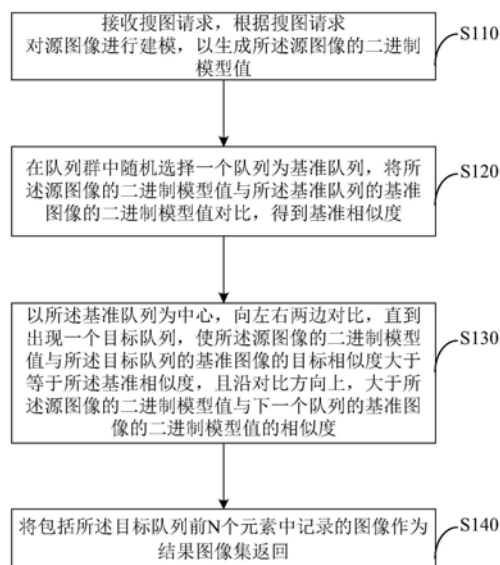 接收搜图请求，根据搜图请求
对源图像进行建模，以生成所述源图像的二进制
模型值
S110
在队列群中随机选择一个队列为基准队列，将所
述源图像的二进制模型值与所述基准队列的基准
图像的二进制模型值对比，得到基准相似度
S120
以所述基准队列为中心，向左右两边对比，直到
出现一个目标队列，使所述源图像的二进制模型
值与所述目标队列的基准图像的目标相似度大于
等于所述基准相似度，且沿对比方向上，大于所
述源图像的二进制模型值与下一个队列的基准图
像的二进制模型值的相似度
S130
将包括所述目标队列前N个元素中记录的图像作为
结果图像集返回
S140